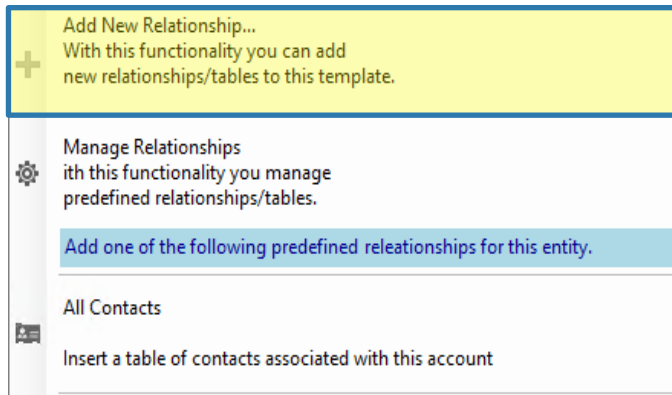 Add New Relationship...
With this functionality you can add
new relationships/tables to this template.
Manage Relationships
ith this functionality you manage
predefined relationships/tables.
Add one of the following predefined releationships for this entity.
All Contacts
Insert a table of contacts associated with this account